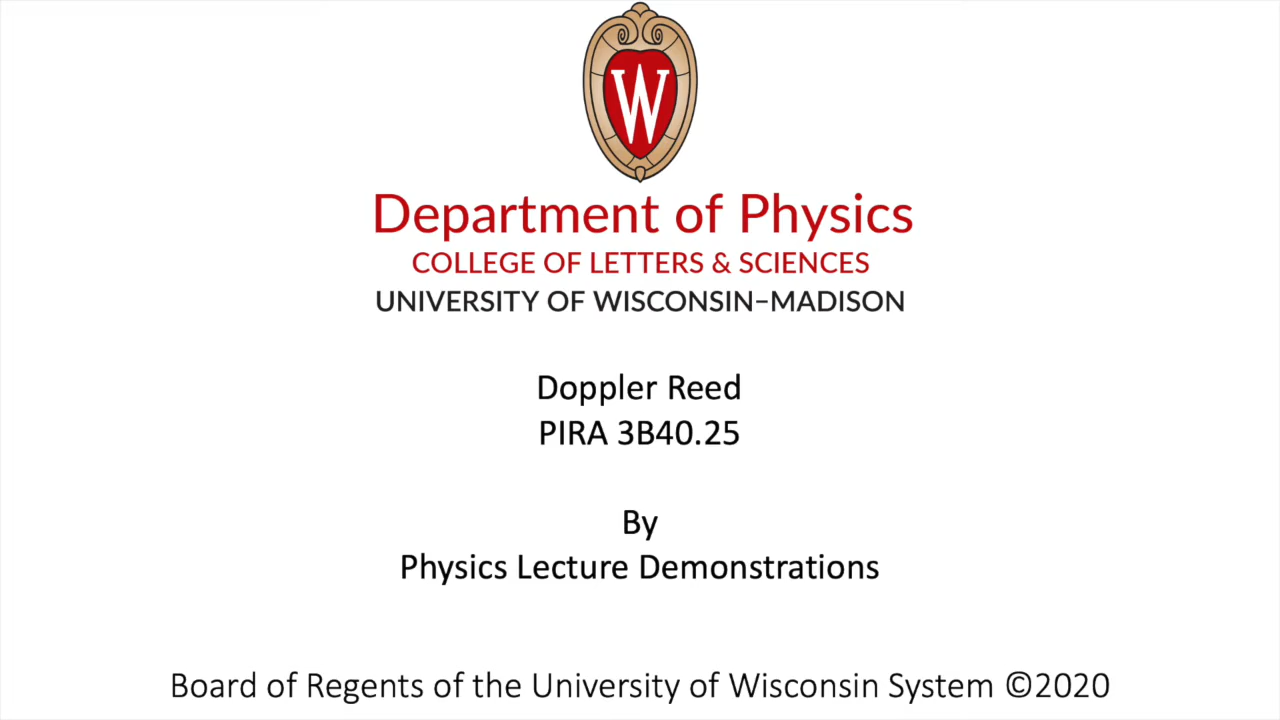 W
Department of Physics
COLLEGE OF LETTERS & SCIENCES
UNIVERSITY OF WISCONSIN–MADISON
Doppler Reed
PIRA 3B40.25
By
Physics Lecture Demonstrations
Board of Regents of the University of Wisconsin System ©2020